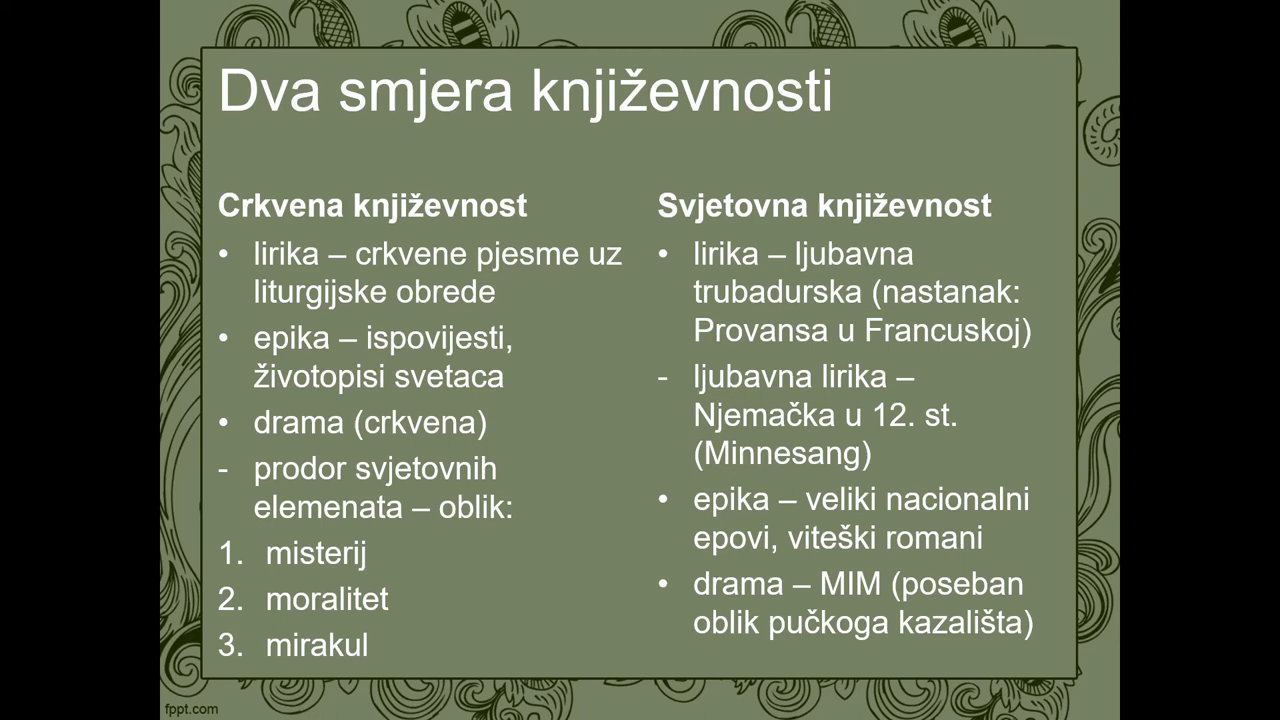 Dva smjera književnosti
Crkvena književnost
• lirika – crkvene pjesme uz
liturgijske obrede
• epika – ispovijesti,
životopisi svetaca
• drama (crkvena)
- prodor svjetovnih
elemenata – oblik:
1. misterij
2. moralitet
3. mirakul
Svjetovna književnost
• lirika – ljubavna
trubadurska (nastanak:
Provansa u Francuskoj)
- ljubavna lirika –
Njemačka u 12. st.
(Minnesang)
• epika – veliki nacionalni
epovi, viteški romani
• drama – MIM (poseban
oblik pučkoga kazališta)
fppt.com